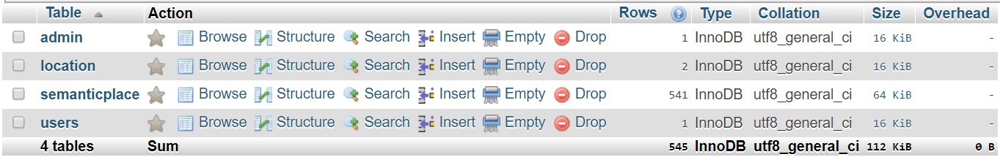 Table Action Rows Type Collation Size Overhead
admin Browse Structure Search Insert Empty Drop 1 InnoDB utf8_general_ci 16 KiB -
location Browse Structure Search Insert Empty Drop 2 InnoDB utf8_general_ci 16 KiB -
semanticplace Browse Structure Search Insert Empty Drop 541 InnoDB utf8_general_ci 64 KiB -
users Browse Structure Search Insert Empty Drop 1 InnoDB utf8_general_ci 16 KiB -
4 tables Sum 545 InnoDB utf8_general_ci 112 KiB 0 B